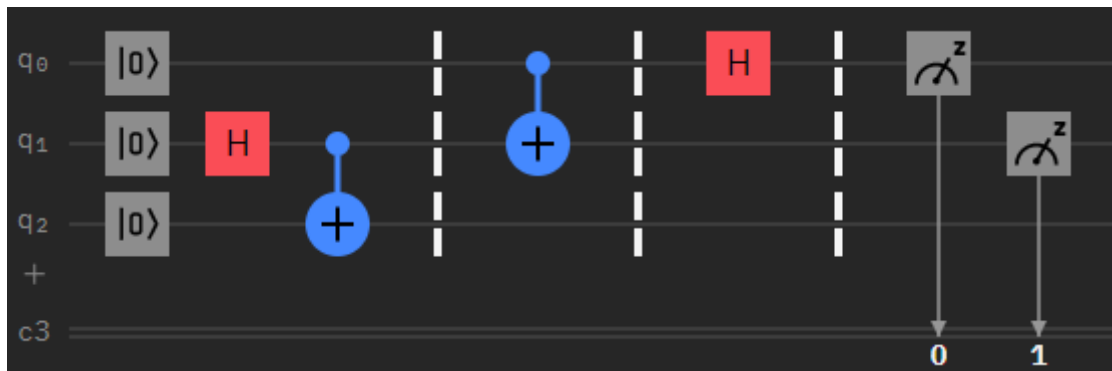 q0 |0⟩ H z
q1 |0⟩ H + z
q2 |0⟩ +
+
c3
0 1